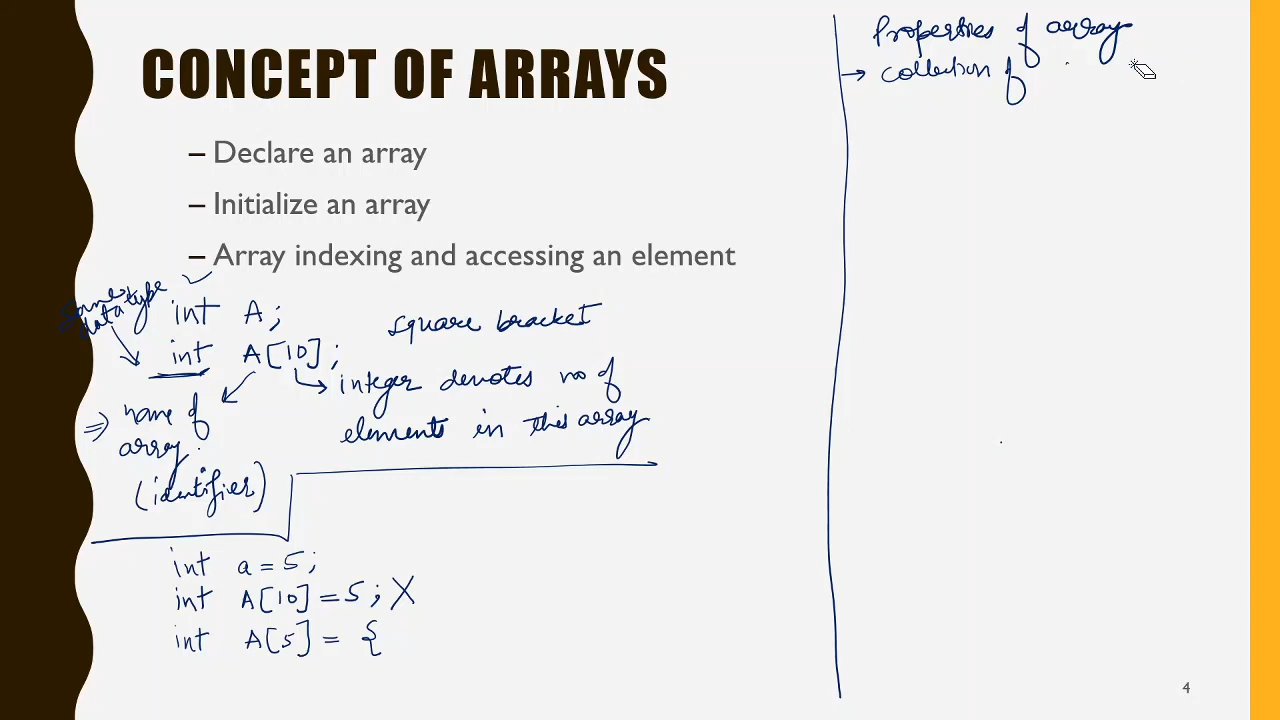 CONCEPT OF ARRAYS
– Declare an array
– Initialize an array
– Array indexing and accessing an element
same
data type
int A;
int A[10];
square bracket
integer denotes no of
elements in this array
⇒ name of
array.
(identifier)
int a = 5;
int A[10] = 5; X
int A[5] = {
Properties of array
→ collection of
4